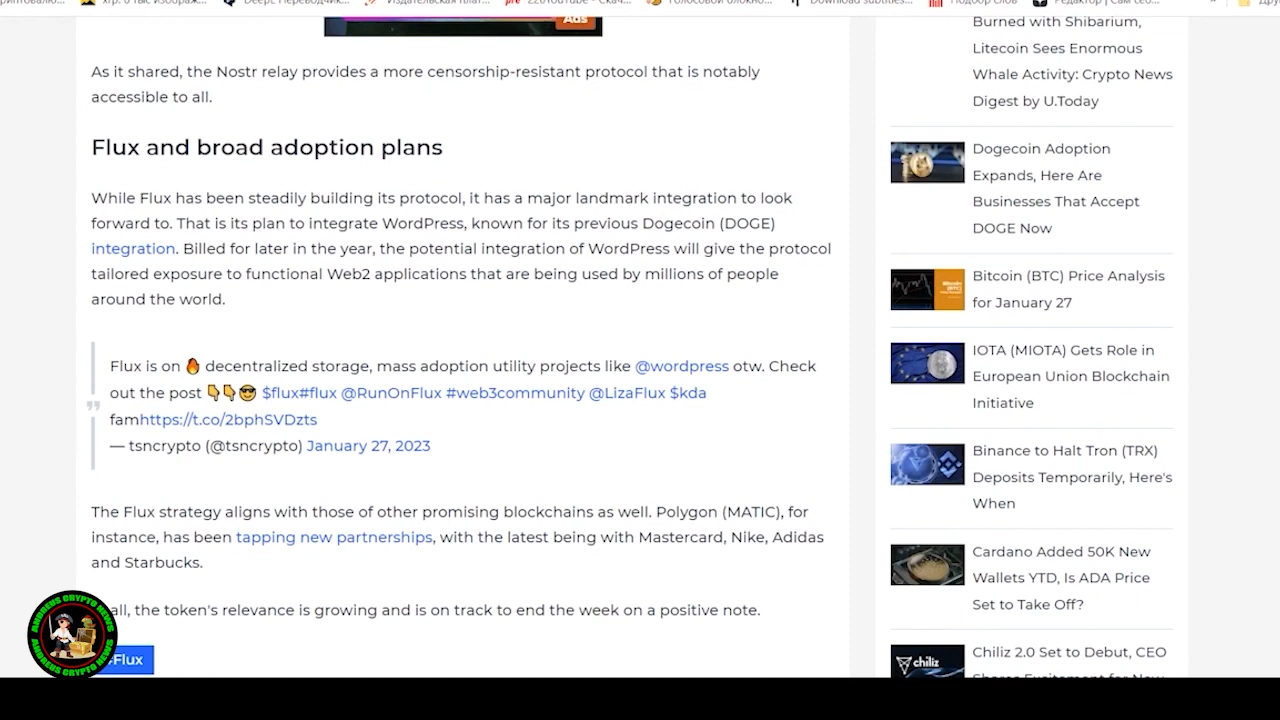 Ads
As it shared, the Nostr relay provides a more censorship-resistant protocol that is notably
accessible to all.
Flux and broad adoption plans
While Flux has been steadily building its protocol, it has a major landmark integration to look
forward to. That is its plan to integrate WordPress, known for its previous Dogecoin (DOGE)
integration. Billed for later in the year, the potential integration of WordPress will give the protocol
tailored exposure to functional Web2 applications that are being used by millions of people
around the world.
Flux is on 🔥 decentralized storage, mass adoption utility projects like @wordpress otw. Check
out the post 👇👇😎 $flux#flux @RunOnFlux #web3community @LizaFlux $kda
famhttps://t.co/2bphSVDzts
— tsncrypto (@tsncrypto) January 27, 2023
The Flux strategy aligns with those of other promising blockchains as well. Polygon (MATIC), for
instance, has been tapping new partnerships, with the latest being with Mastercard, Nike, Adidas
and Starbucks.
all, the token's relevance is growing and is on track to end the week on a positive note.
Flux
ANDREUS CRYPTO NEWS
ANDREUS CRYPTO NEWS
Burned with Shibarium,
Litecoin Sees Enormous
Whale Activity: Crypto News
Digest by U.Today
Dogecoin Adoption
Expands, Here Are
Businesses That Accept
DOGE Now
Bitcoin (BTC) Price Analysis
for January 27
IOTA (MIOTA) Gets Role in
European Union Blockchain
Initiative
Binance to Halt Tron (TRX)
Deposits Temporarily, Here's
When
Cardano Added 50K New
Wallets YTD, Is ADA Price
Set to Take Off?
chiliz
Chiliz 2.0 Set to Debut, CEO